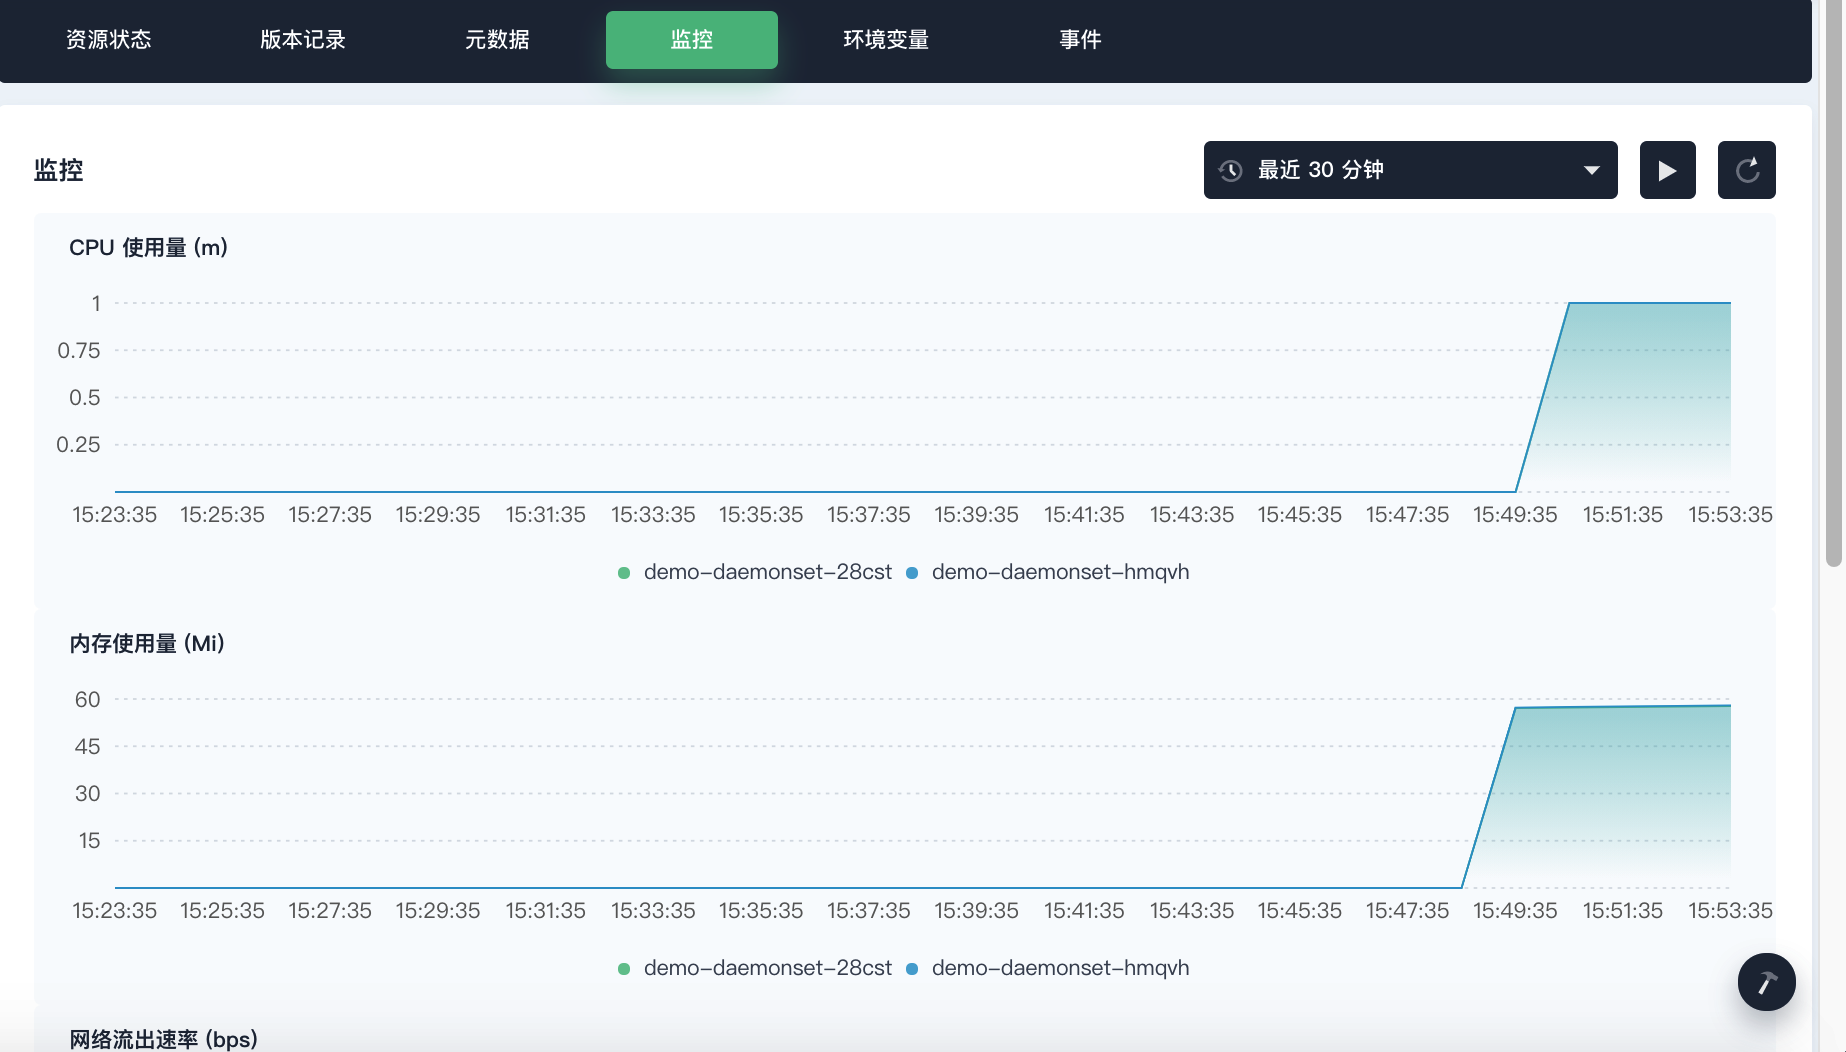 资源状态 版本记录 元数据 监控 环境变量 事件
监控
最近 30 分钟
CPU 使用量 (m)
1
0.75
0.5
0.25
15:23:35 15:25:35 15:27:35 15:29:35 15:31:35 15:33:35 15:35:35 15:37:35 15:39:35 15:41:35 15:43:35 15:45:35 15:47:35 15:49:35 15:51:35 15:53:35
demo-daemonset-28cst demo-daemonset-hmqvh
内存使用量 (Mi)
60
45
30
15
15:23:35 15:25:35 15:27:35 15:29:35 15:31:35 15:33:35 15:35:35 15:37:35 15:39:35 15:41:35 15:43:35 15:45:35 15:47:35 15:49:35 15:51:35 15:53:35
demo-daemonset-28cst demo-daemonset-hmqvh
网络流出速率 (bps)